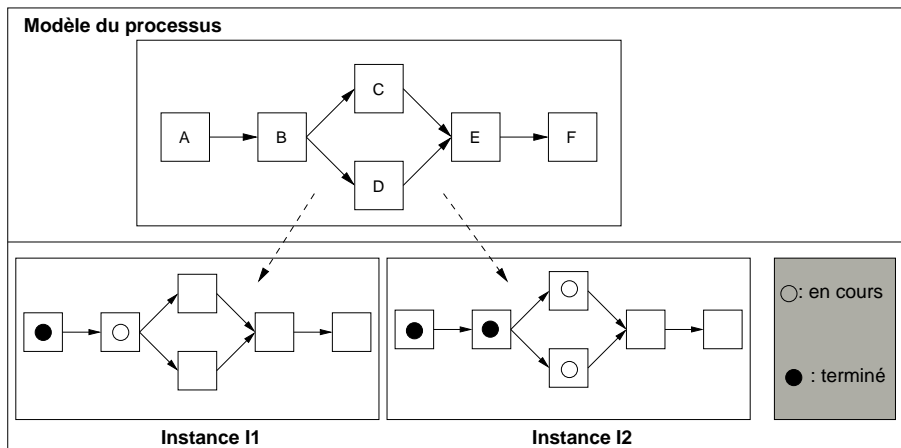 Modèle du processus
C
A
B
E
F
D
: en cours
: terminé
Instance I1
Instance I2